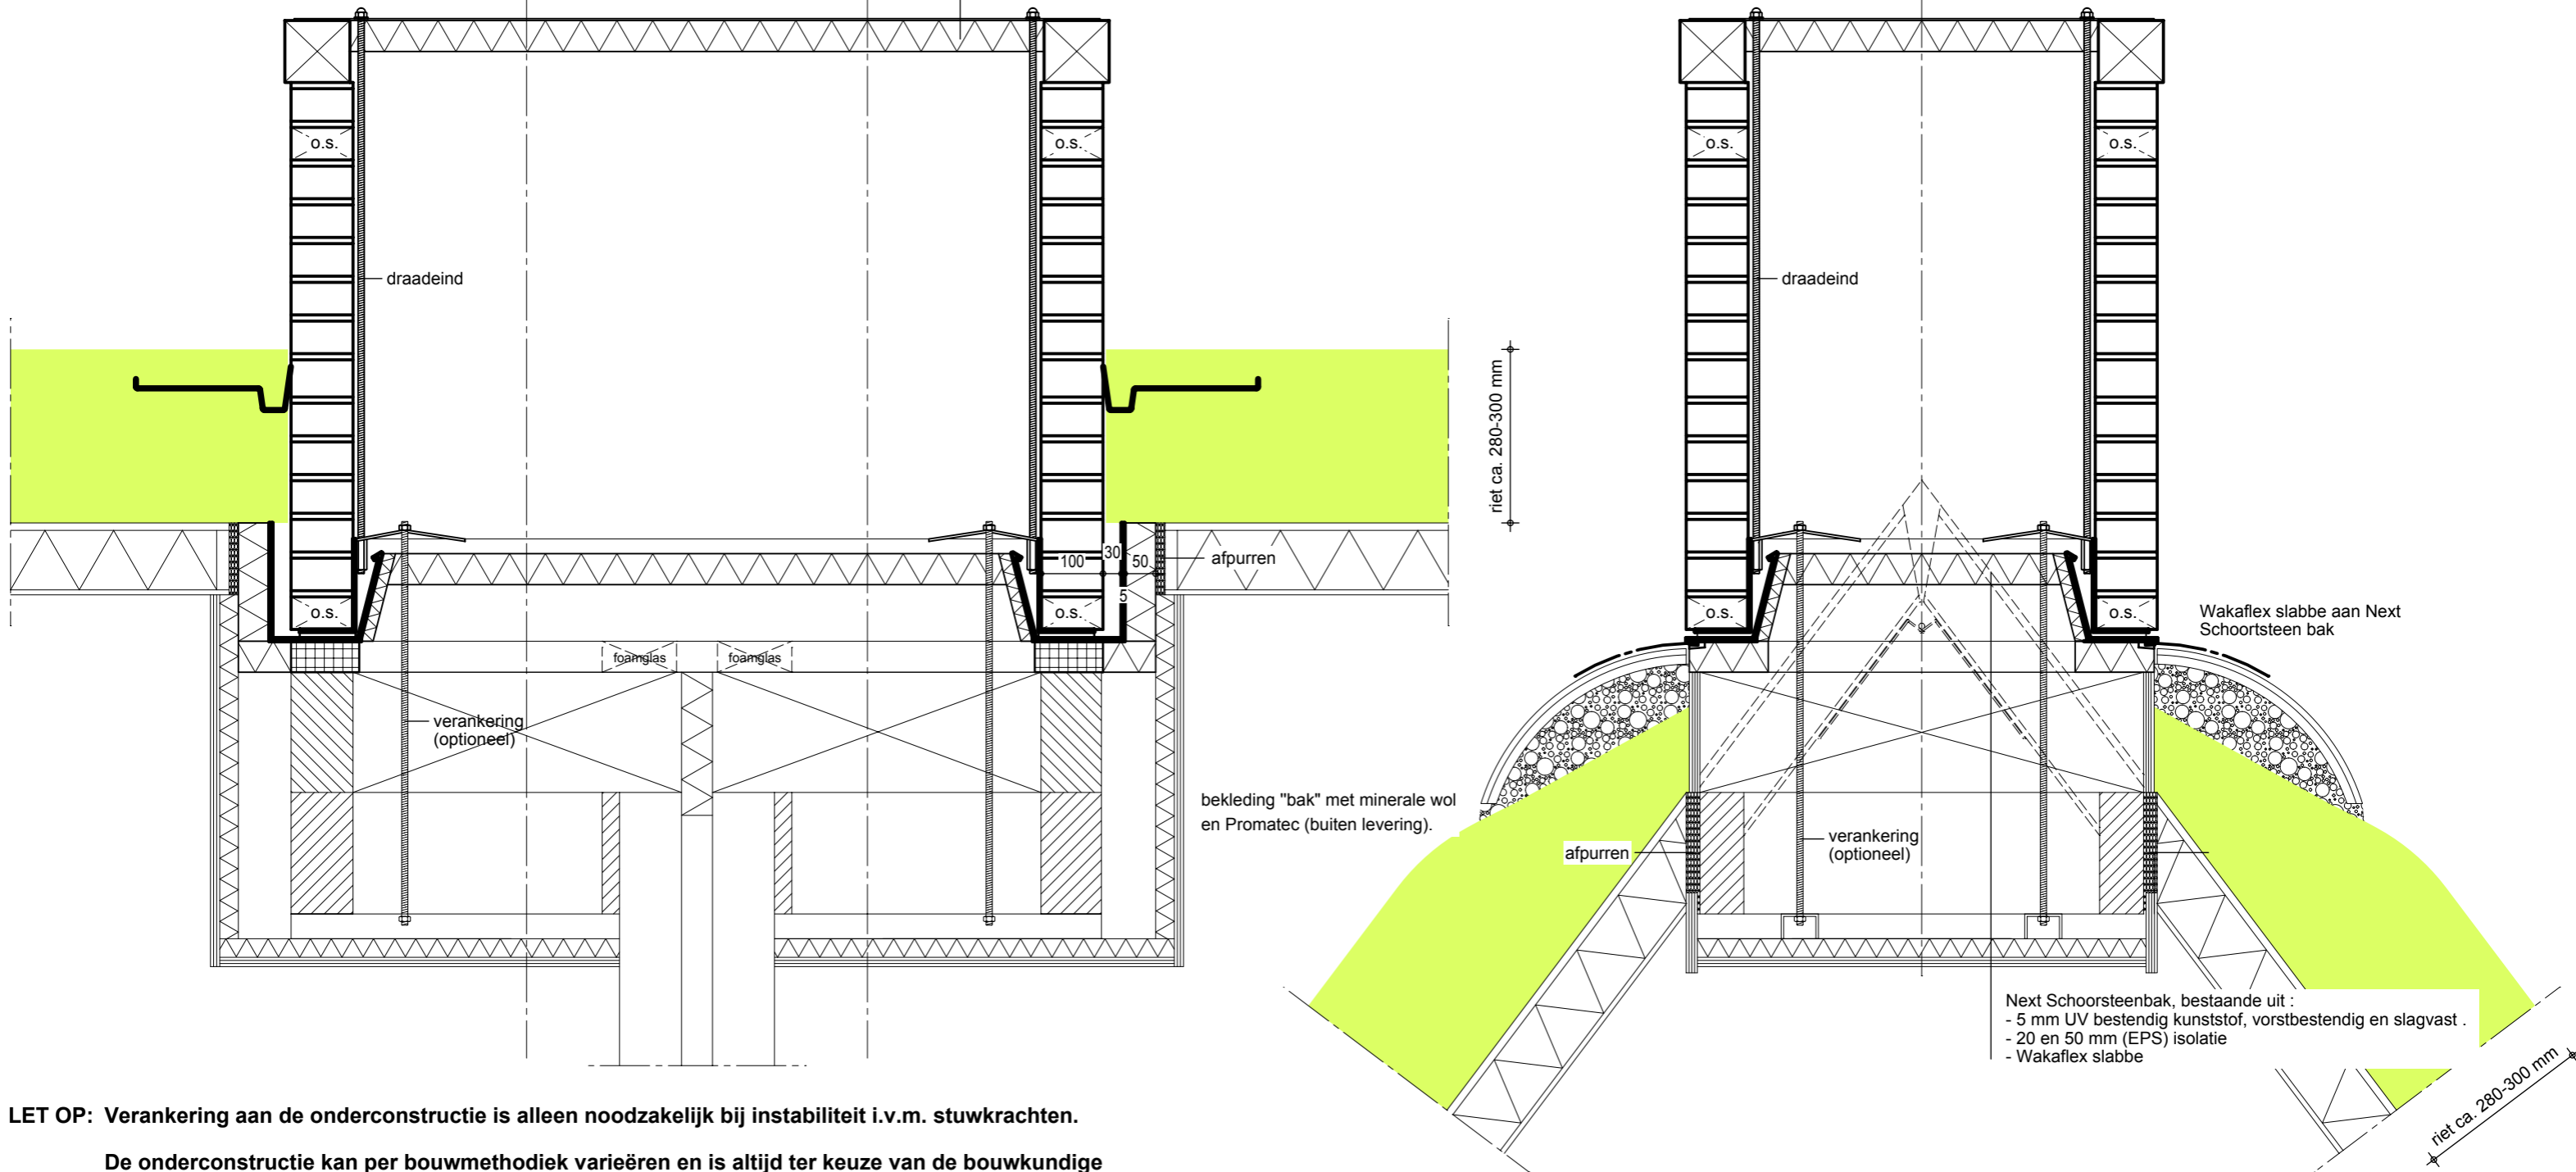 o.s.
o.s.
o.s.
o.s.
draadeind
draadeind
riet ca. 280-300 mm
100
30
50
5
afpurren
o.s.
o.s.
o.s.
o.s.
Wakaflex slabbe aan Next
Schoortsteen bak
foamglas
foamglas
verankering
(optioneel)
bekleding "bak" met minerale wol
en Promatec (buiten levering).
afpurren
verankering
(optioneel)
Next Schoorsteenbak, bestaande uit :
- 5 mm UV bestendig kunststof, vorstbestendig en slagvast .
- 20 en 50 mm (EPS) isolatie
- Wakaflex slabbe
riet ca. 280-300 mm
LET OP: Verankering aan de onderconstructie is alleen noodzakelijk bij instabiliteit i.v.m. stuwkrachten.
De onderconstructie kan per bouwmethodiek varieëren en is altijd ter keuze van de bouwkundige